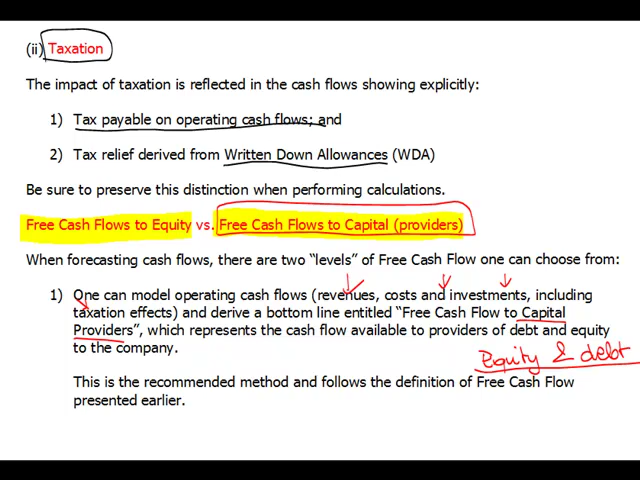 (ii) Taxation
The impact of taxation is reflected in the cash flows showing explicitly:
1) Tax payable on operating cash flows; and
2) Tax relief derived from Written Down Allowances (WDA)
Be sure to preserve this distinction when performing calculations.
Free Cash Flows to Equity vs. Free Cash Flows to Capital (providers)
When forecasting cash flows, there are two “levels” of Free Cash Flow one can choose from:
1) One can model operating cash flows (revenues, costs and investments, including
taxation effects) and derive a bottom line entitled “Free Cash Flow to Capital
Providers”, which represents the cash flow available to providers of debt and equity
to the company.
Equity & debt
This is the recommended method and follows the definition of Free Cash Flow
presented earlier.